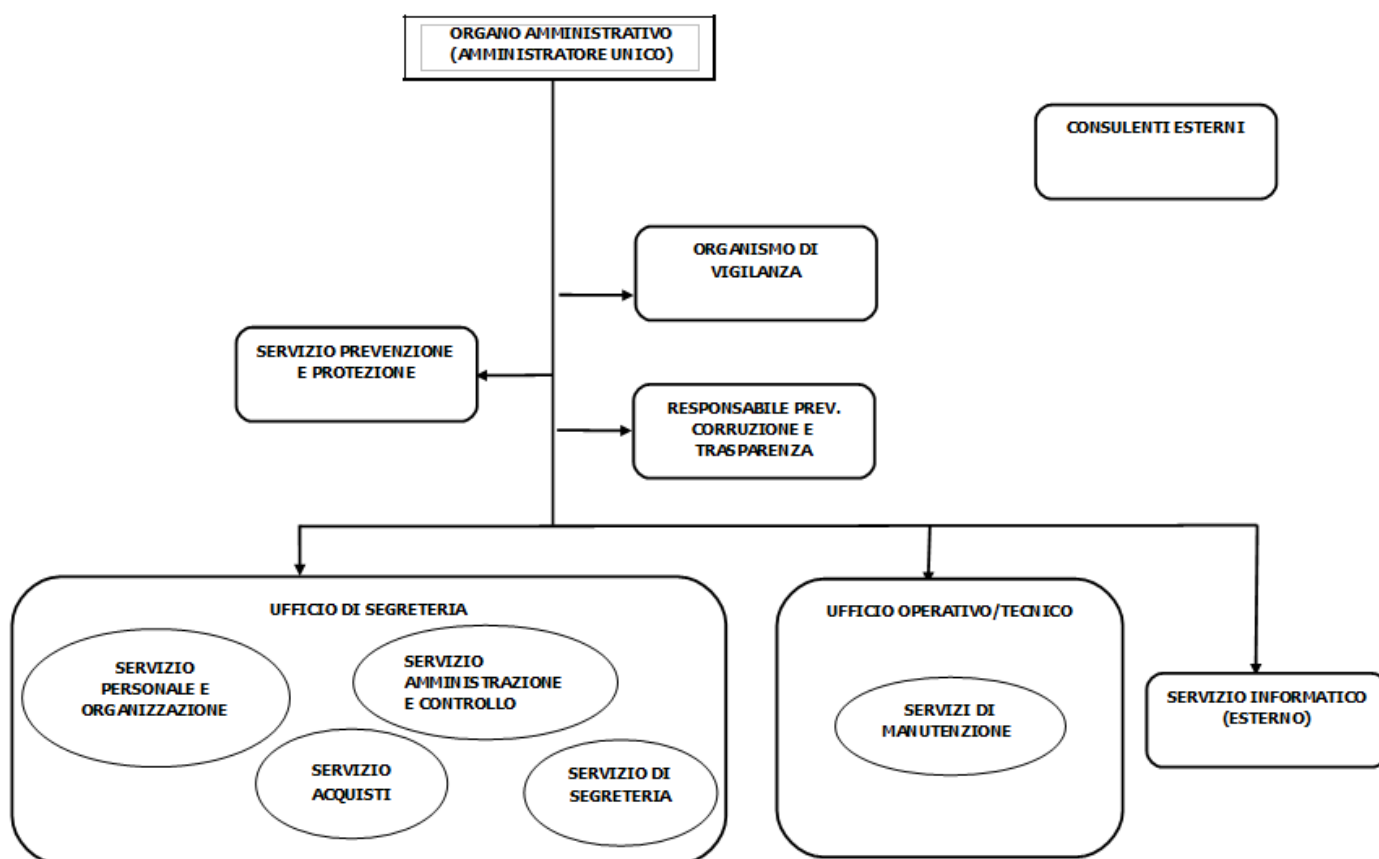 ORGANO AMMINISTRATIVO
(AMMINISTRATORE UNICO)
CONSULENTI ESTERNI
ORGANISMO DI
VIGILANZA
SERVIZIO PREVENZIONE
E PROTEZIONE
RESPONSABILE PREV.
CORRUZIONE E
TRASPARENZA
UFFICIO DI SEGRETERIA
SERVIZIO
PERSONALE E
ORGANIZZAZIONE
SERVIZIO
AMMINISTRAZIONE
E CONTROLLO
SERVIZIO
ACQUISTI
SERVIZIO DI
SEGRETERIA
UFFICIO OPERATIVO/TECNICO
SERVIZI DI
MANUTENZIONE
SERVIZIO INFORMATICO
(ESTERNO)